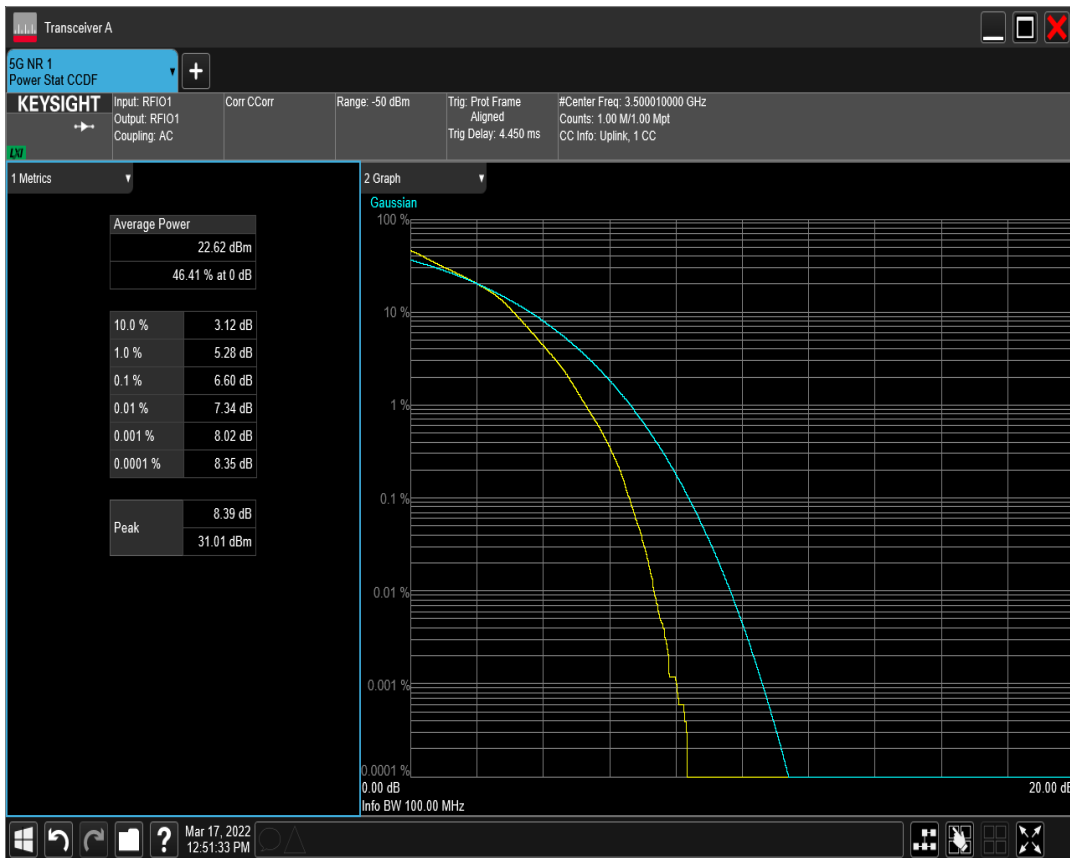 Transceiver A
5G NR 1
Power Stat CCDF
+
KEYSIGHT
LXI
Input: RFIO1
Output: RFIO1
Coupling: AC
Corr CCorr
Range: -50 dBm
Trig: Prot Frame
Aligned
Trig Delay: 4.450 ms
#Center Freq: 3.500010000 GHz
Counts: 1.00 M/1.00 Mpt
CC Info: Uplink, 1 CC
1 Metrics
Average Power
22.62 dBm
46.41 % at 0 dB
10.0 % 3.12 dB
1.0 % 5.28 dB
0.1 % 6.60 dB
0.01 % 7.34 dB
0.001 % 8.02 dB
0.0001 % 8.35 dB
Peak
8.39 dB
31.01 dBm
2 Graph
Gaussian
100 %
10 %
1 %
0.1 %
0.01 %
0.001 %
0.0001 %
0.00 dB 20.00 dB
Info BW 100.00 MHz
?
Mar 17, 2022
12:51:33 PM